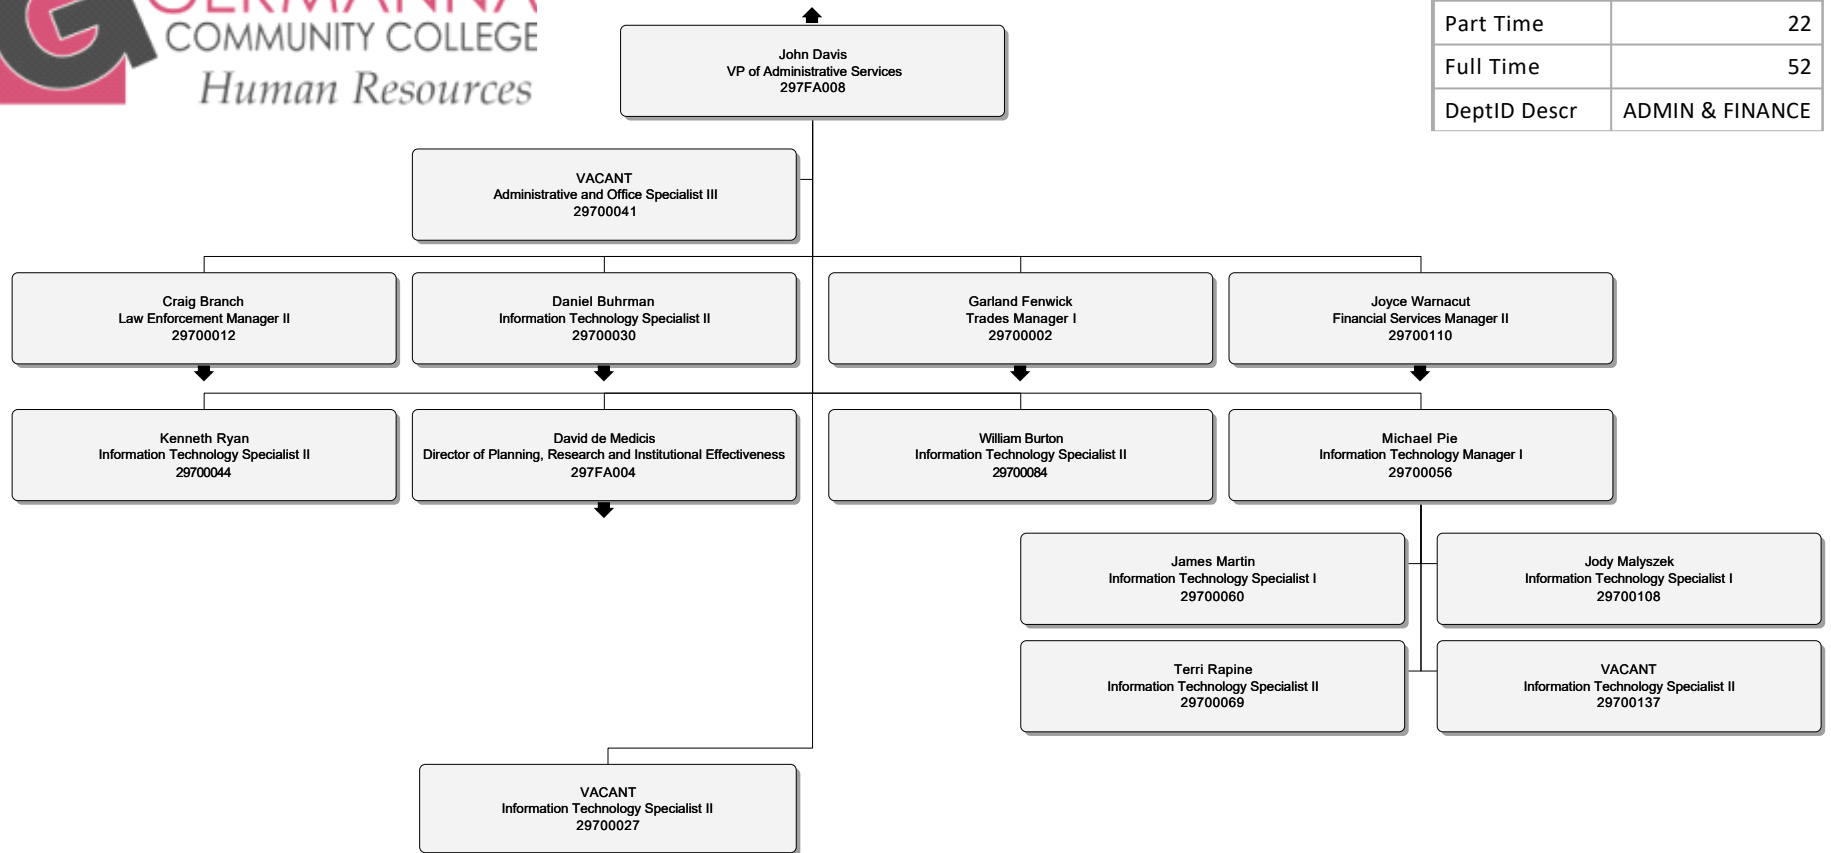 GERMANNA
COMMUNITY COLLEGE
Human Resources
Part Time 22
Full Time 52
DeptID Descr ADMIN & FINANCE
John Davis
VP of Administrative Services
297FA008
VACANT
Administrative and Office Specialist III
29700041
Craig Branch
Law Enforcement Manager II
29700012
Daniel Buhrman
Information Technology Specialist II
29700030
Garland Fenwick
Trades Manager I
29700002
Joyce Warnacut
Financial Services Manager II
29700110
Kenneth Ryan
Information Technology Specialist II
29700044
David de Medicis
Director of Planning, Research and Institutional Effectiveness
297FA004
William Burton
Information Technology Specialist II
29700084
Michael Pie
Information Technology Manager I
29700056
James Martin
Information Technology Specialist I
29700060
Jody Malyszek
Information Technology Specialist I
29700108
Terri Rapine
Information Technology Specialist II
29700069
VACANT
Information Technology Specialist II
29700137
VACANT
Information Technology Specialist II
29700027